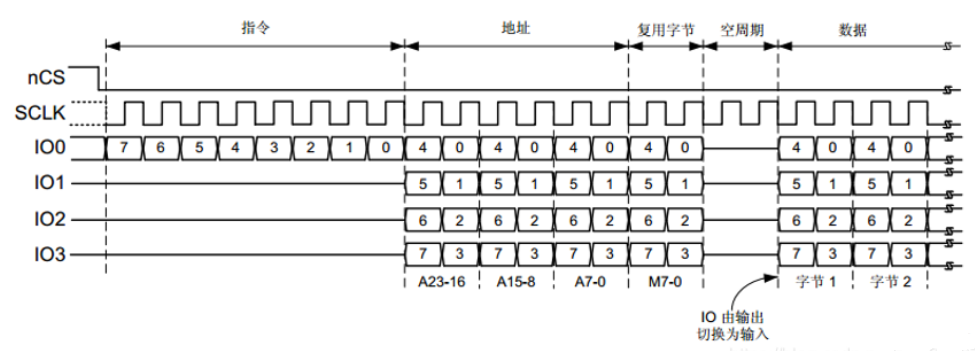 指令 地址 复用字节 空周期 数据
nCS
SCLK
IO0 7 6 5 4 3 2 1 0 4 0 4 0 4 0 4 0 4 0 4 0
IO1 5 1 5 1 5 1 5 1 5 1 5 1
IO2 6 2 6 2 6 2 6 2 6 2 6 2
IO3 7 3 7 3 7 3 7 3 7 3 7 3
A23-16 A15-8 A7-0 M7-0 字节 1 字节 2
IO 由输出
切换为输入